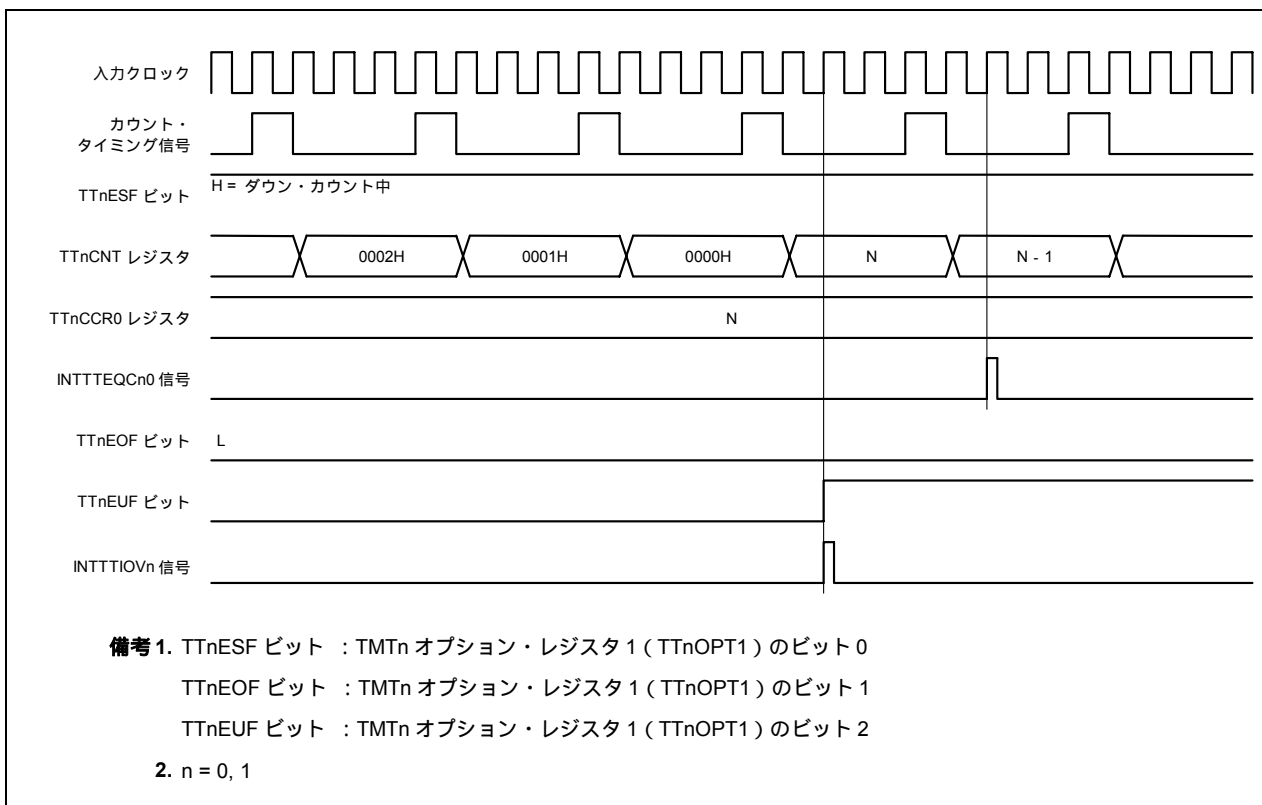 入力クロック
カウント・
タイミング信号
TTnESF ビット
H = ダウン・カウント中
TTnCNT レジスタ
0002H 0001H 0000H N N - 1
TTnCCR0 レジスタ
N
INTTTEQCn0 信号
TTnEOF ビット
L
TTnEUF ビット
INTTTIOVn 信号
備考 1. TTnESF ビット ：TMTn オプション・レジスタ 1（TTnOPT1）のビット 0
TTnEOF ビット ：TMTn オプション・レジスタ 1（TTnOPT1）のビット 1
TTnEUF ビット ：TMTn オプション・レジスタ 1（TTnOPT1）のビット 2
2. n = 0, 1